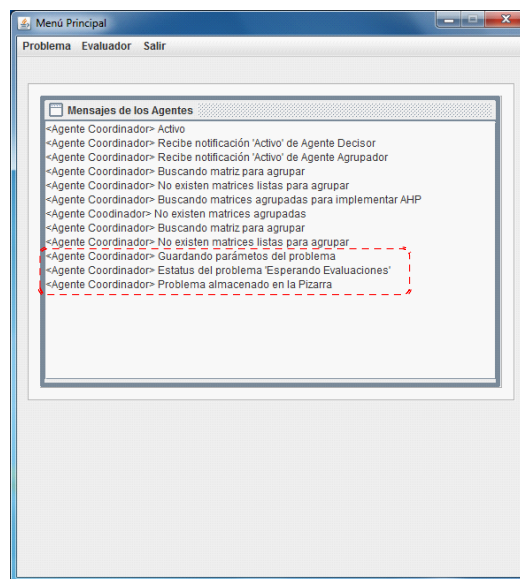 Menú Principal
Problema Evaluador Salir
Mensajes de los Agentes
<Agente Coordinador> Activo
<Agente Coordinador> Recibe notificación 'Activo' de Agente Decisor
<Agente Coordinador> Recibe notificación 'Activo' de Agente Agrupador
<Agente Coordinador> Buscando matriz para agrupar
<Agente Coordinador> No existen matrices listas para agrupar
<Agente Coordinador> Buscando matrices agrupadas para implementar AHP
<Agente Coodinador> No existen matrices agrupadas
<Agente Coordinador> Buscando matriz para agrupar
<Agente Coordinador> No existen matrices listas para agrupar
<Agente Coordinador> Guardando parámetos del problema
<Agente Coordinador> Estatus del problema 'Esperando Evaluaciones'
<Agente Coordinador> Problema almacenado en la Pizarra